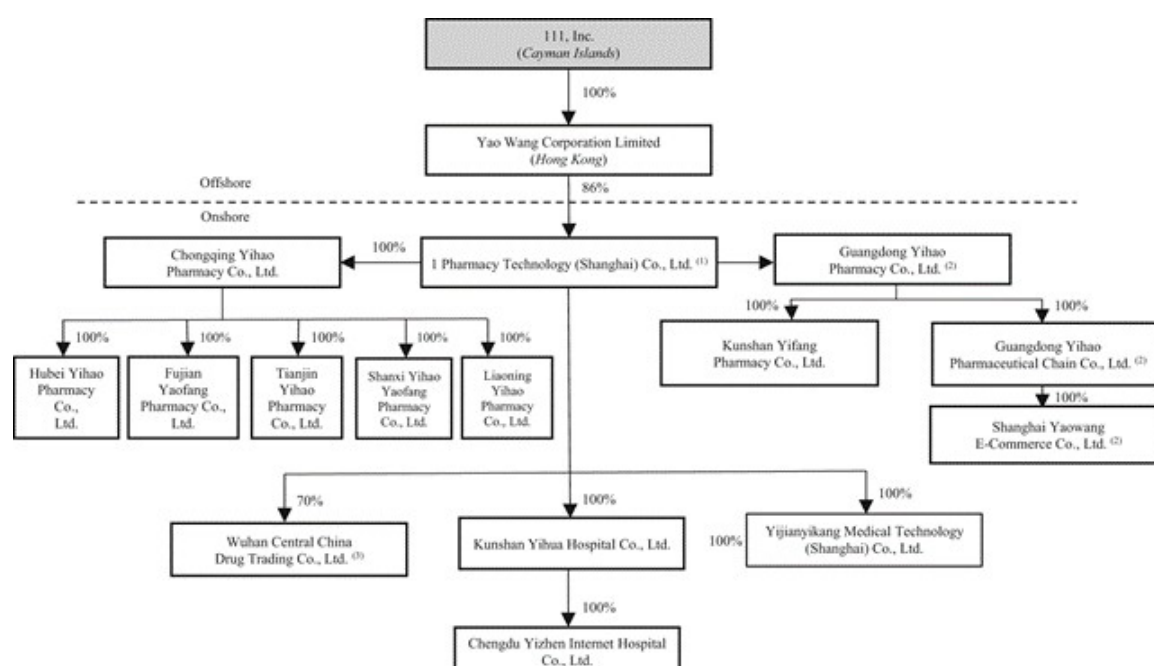 111, Inc.
(Cayman Islands)
100%
Yao Wang Corporation Limited
(Hong Kong)
Offshore
86%
Onshore
Chongqing Yihao
Pharmacy Co., Ltd.
100%
1 Pharmacy Technology (Shanghai) Co., Ltd. (1)
Guangdong Yihao
Pharmacy Co., Ltd. (2)
100%
100%
100%
100%
100%
100%
100%
Hubei Yihao
Pharmacy
Co.,
Ltd.
Fujian
Yaofang
Pharmacy Co.,
Ltd.
Tianjin
Yihao
Pharmacy
Co., Ltd.
Shanxi Yihao
Yaofang
Pharmacy
Co., Ltd.
Liaoning
Yihao
Pharmacy
Co., Ltd.
Kunshan Yifang
Pharmacy Co., Ltd.
Guangdong Yihao
Pharmaceutical Chain Co., Ltd. (2)
100%
Shanghai Yaowang
E-Commerce Co., Ltd. (2)
70%
100%
100%
Wuhan Central China
Drug Trading Co., Ltd. (3)
Kunshan Yihua Hospital Co., Ltd.
100%
Yijianyikang Medical Technology
(Shanghai) Co., Ltd.
100%
Chengdu Yizhen Internet Hospital
Co., Ltd.